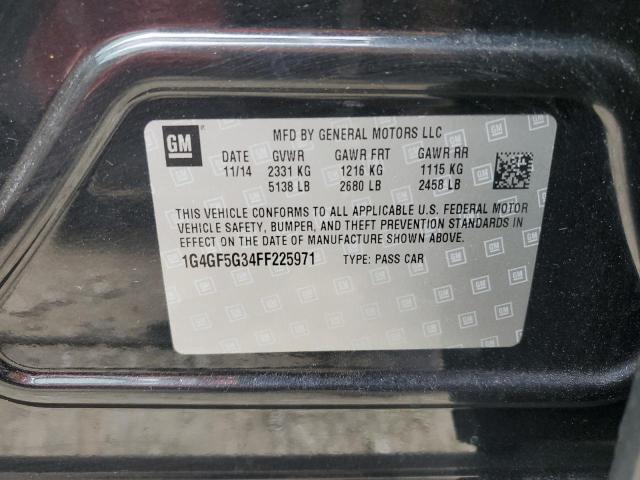 GM
MFD BY GENERAL MOTORS LLC
DATE GVWR GAWR FRT GAWR RR
11/14 2331 KG 1216 KG 1115 KG
5138 LB 2680 LB 2458 LB
THIS VEHICLE CONFORMS TO ALL APPLICABLE U.S. FEDERAL MOTOR
VEHICLE SAFETY, BUMPER, AND THEFT PREVENTION STANDARDS IN
EFFECT ON THE DATE OF MANUFACTURE SHOWN ABOVE.
1G4GF5G34FF225971 TYPE: PASS CAR